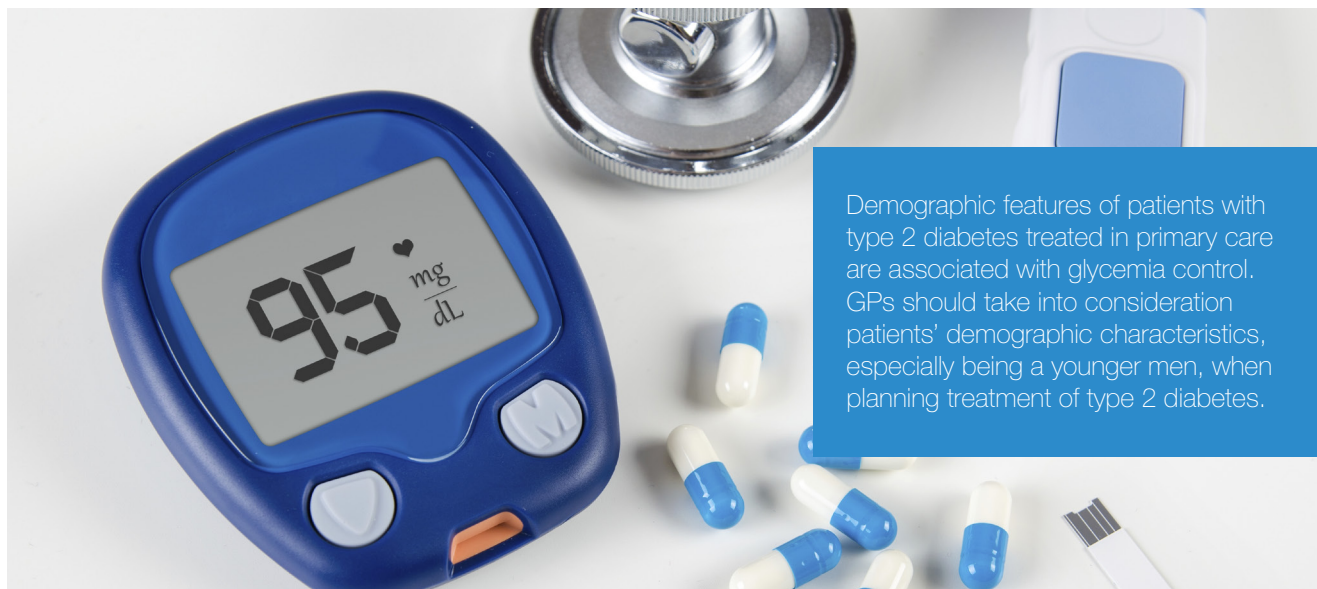 95
mg
dL
M
Demographic features of patients with
type 2 diabetes treated in primary care
are associated with glycemia control.
GPs should take into consideration
patients’ demographic characteristics,
especially being a younger men, when
planning treatment of type 2 diabetes.